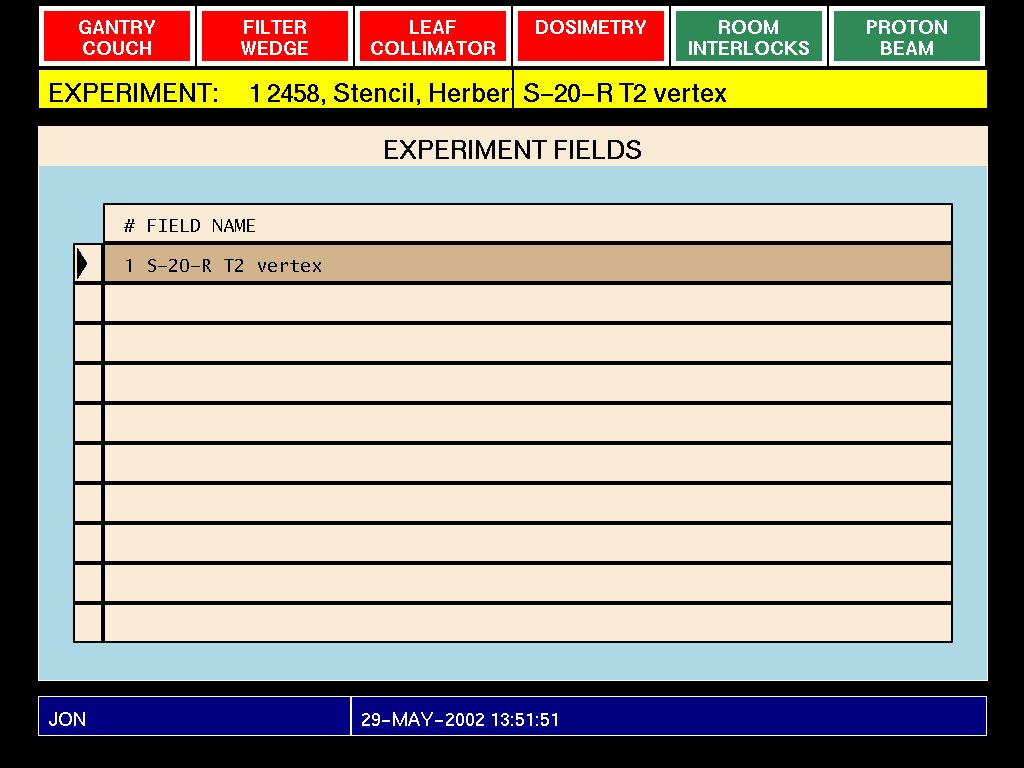 GANTRY
COUCH
FILTER
WEDGE
LEAF
COLLIMATOR
DOSIMETRY
ROOM
INTERLOCKS
PROTON
BEAM
EXPERIMENT: 1 2458, Stencil, Herber S-20-R T2 vertex
EXPERIMENT FIELDS
# FIELD NAME
1 S-20-R T2 vertex
JON
29-MAY-2002 13:51:51